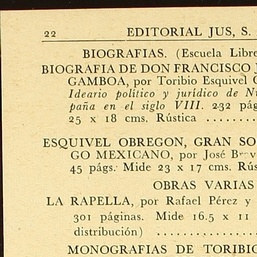 22 EDITORIAL JUS, S.
BIOGRAFIAS. (Escuela Libre
BIOGRAFIA DE DON FRANCISCO J
GAMBOA, por Toribio Esquivel O
Ideario político y jurídico de Nu
paña en el siglo VIII. 232 pág
25 x 18 cms. Rústica ........
ESQUIVEL OBREGON, GRAN SO
GO MEXICANO, por José
45 págs. Mide 23 x 17 cms. Rús
OBRAS VARIAS
LA RAPELLA, por Rafael Pérez y
301 páginas. Mide 16.5 x 11
distribución) ................
MONOGRAFIAS DE TORIBIO